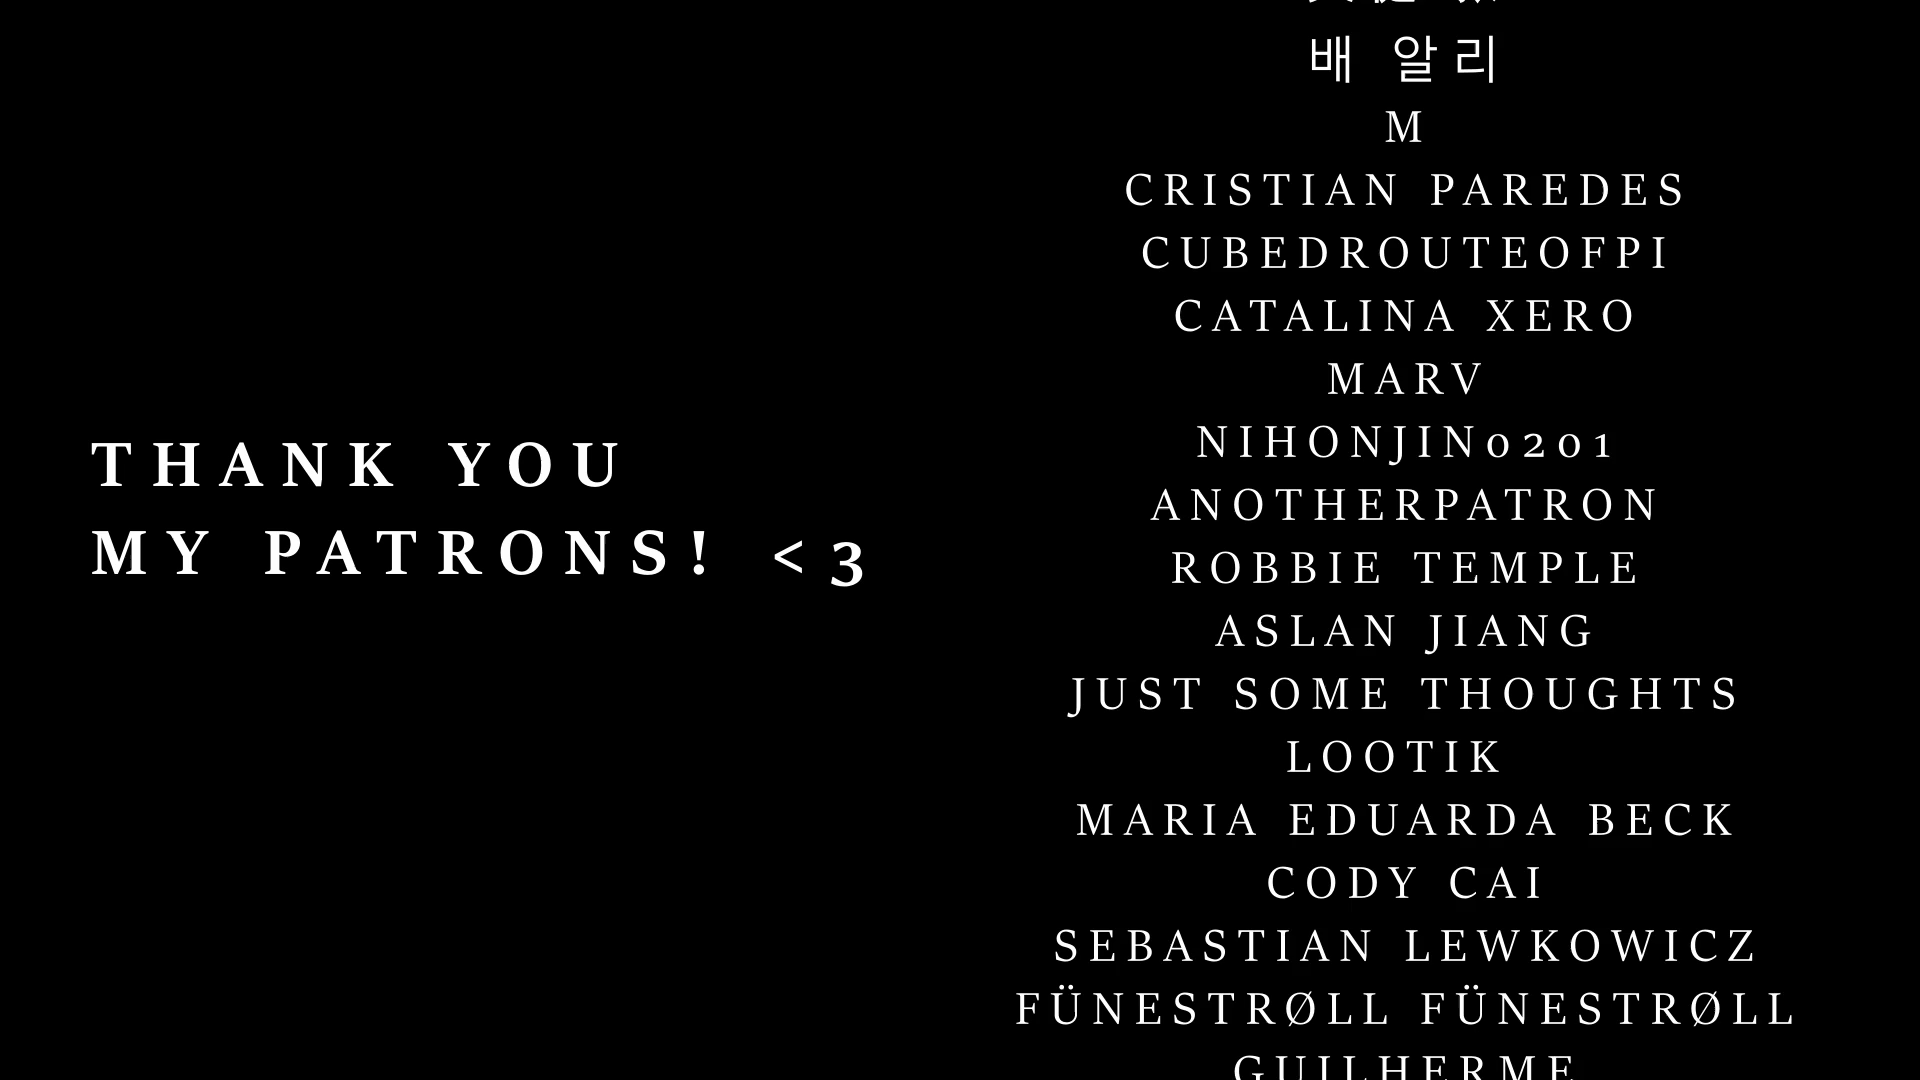 THANK YOU
MY PATRONS! <3
배 알리
M
CRISTIAN PAREDES
CUBEDROUTEOFPI
CATALINA XERO
MARV
NIHONJIN0201
ANOTHERPATRON
ROBBIE TEMPLE
ASLAN JIANG
JUST SOME THOUGHTS
LOOTIK
MARIA EDUARDA BECK
CODY CAI
SEBASTIAN LEWKOWICZ
FÜNESTRØLL FÜNESTRØLL
GUILHERME